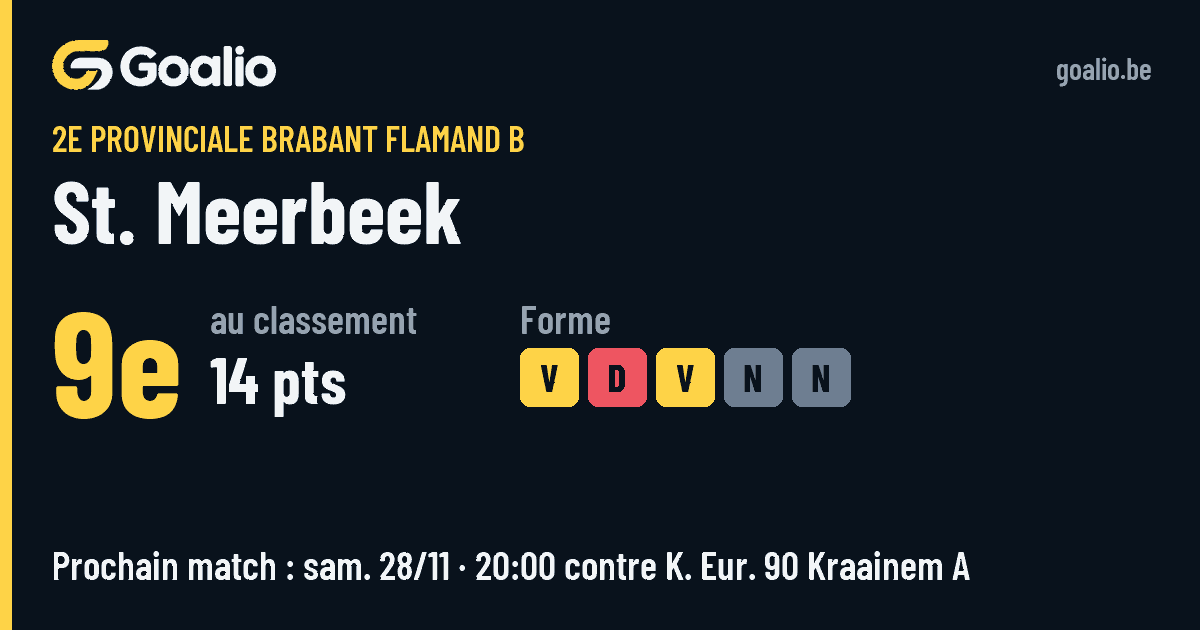 Goalio
goalio.be
2E PROVINCIALE BRABANT FLAMAND B
St. Meerbeek
9e
au classement
14 pts
Forme
V D V N N
Prochain match : sam. 28/11 · 20:00 contre K. Eur. 90 Kraainem A